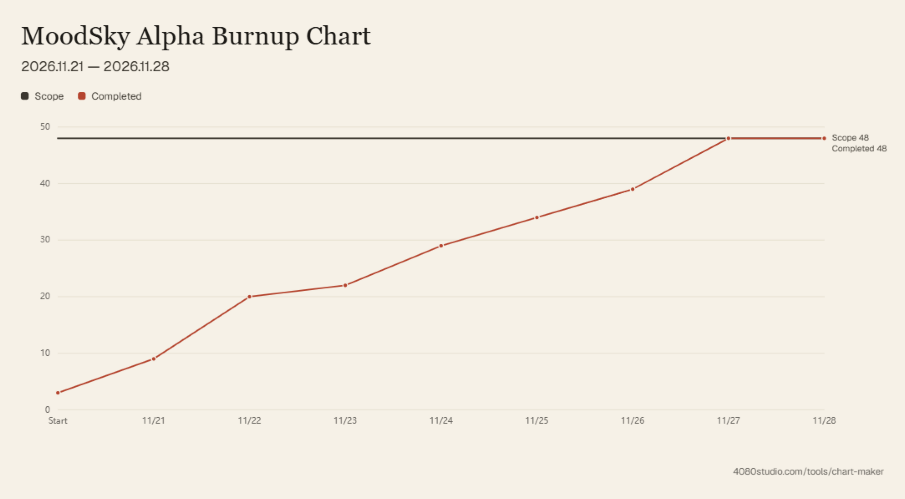 MoodSky Alpha Burnup Chart
2026.11.21 — 2026.11.28
Scope Completed
50
40
30
20
10
0
Scope 48
Completed 48
Start 11/21 11/22 11/23 11/24 11/25 11/26 11/27 11/28
4080studio.com/tools/chart-maker